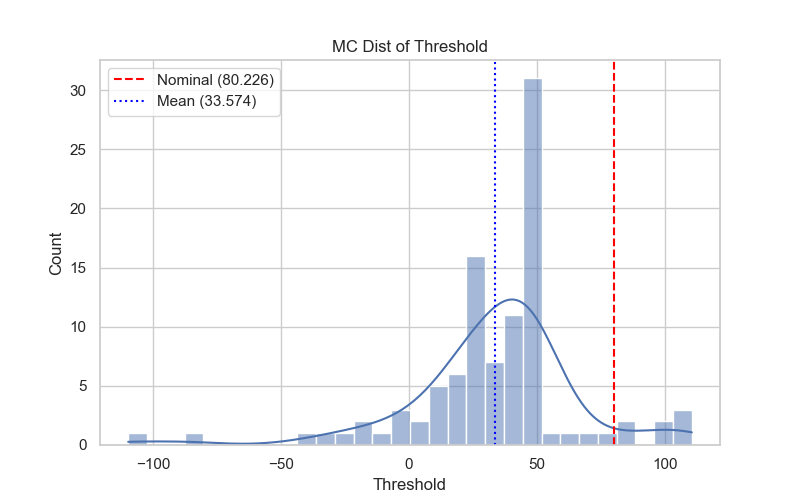 MC Dist of Threshold
Nominal (80.226)
Mean (33.574)
Count
30
25
20
15
10
5
0
−100
−50
0
50
100
Threshold